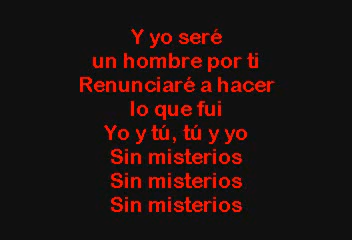 Y yo seré
un hombre por ti
Renunciaré a hacer
lo que fui
Yo y tú, tú y yo
Sin misterios
Sin misterios
Sin misterios